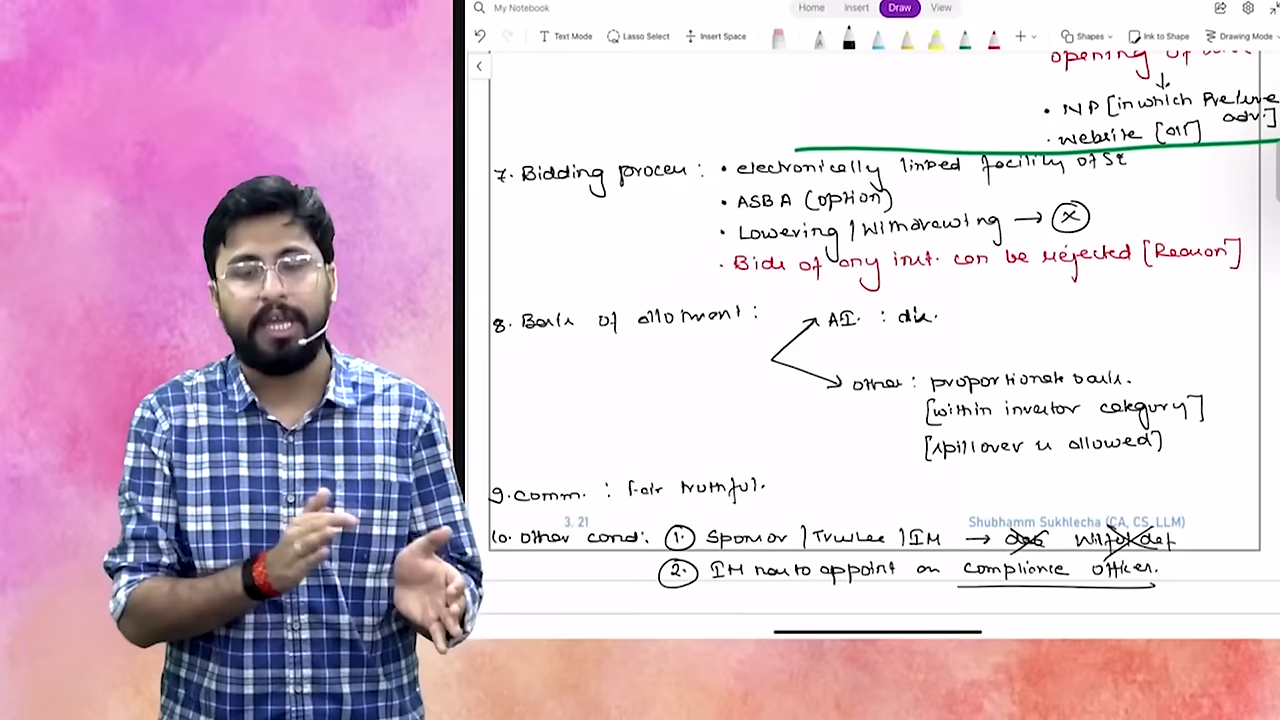 My Notebook
Home Insert Draw View
Text Mode Lasso Select Insert Space Shapes Ink to Shape Drawing Mode
opening of
• NP [in which Pre
adv.]
• website [all]
7. Bidding process : • electronically linked facility of SE
• ASBA (option)
• Lowering / Withdrawing → x
• Bids of any inst. can be rejected [Reason]
8. Basis of allotment :
AI. : dis.
other : proportionate basis.
[within investor category]
[spillover is allowed]
9. comm. : fair truthful.
3. 21
Shubhamm Sukhlecha (CA, CS, LLM)
10. other cond: 1. Sponsor / Trustee / IM → wilful def
2. IM has to appoint an compliance officer.